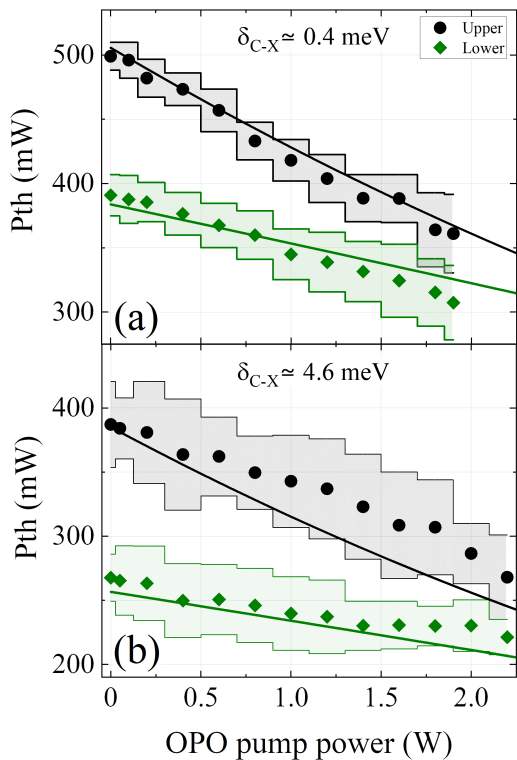 δC-X≃ 0.4 meV
Upper
Lower
500
400
300
Pth (mW)
(a)
δC-X≃ 4.6 meV
400
300
200
Pth (mW)
(b)
0 0.5 1.0 1.5 2.0
OPO pump power (W)